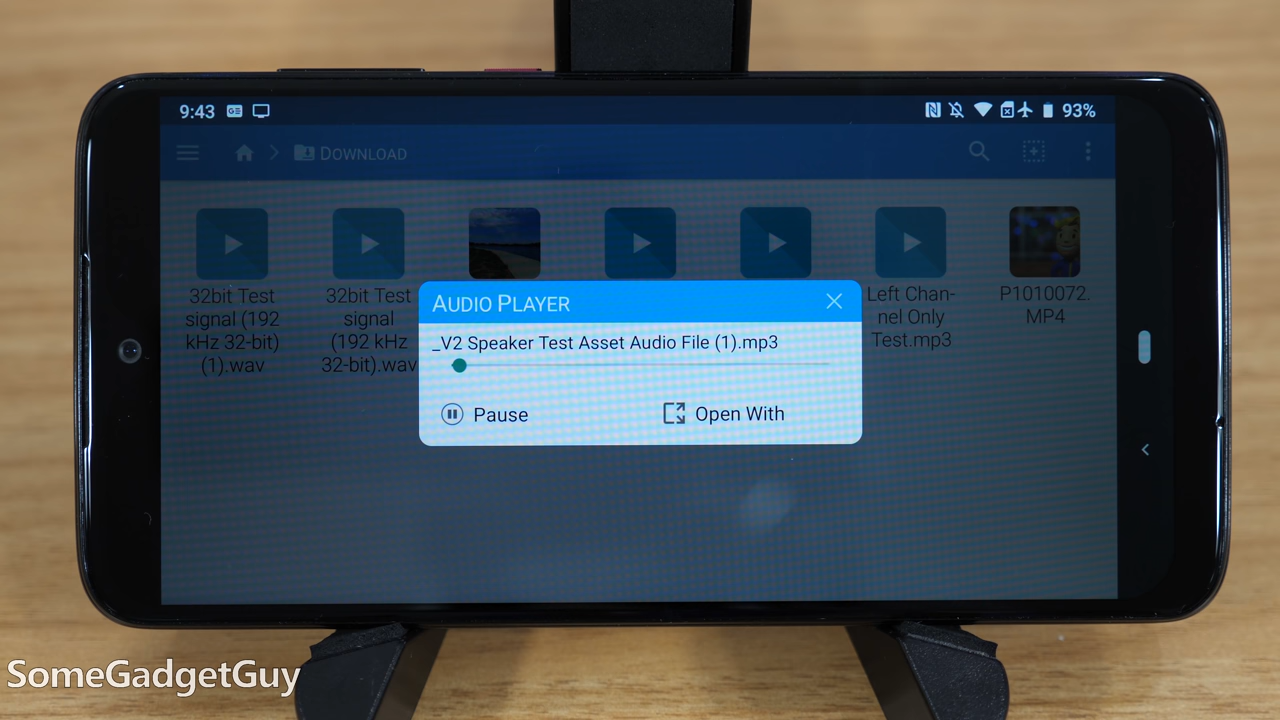 9:43
93%
DOWNLOAD
32bit Test
signal (192
kHz 32-bit)
(1).wav
32bit Test
signal
(192 kHz
32-bit).wav
Left Chan-
nel Only
Test.mp3
P1010072.
MP4
AUDIO PLAYER
_V2 Speaker Test Asset Audio File (1).mp3
Pause
Open With
SomeGadgetGuy